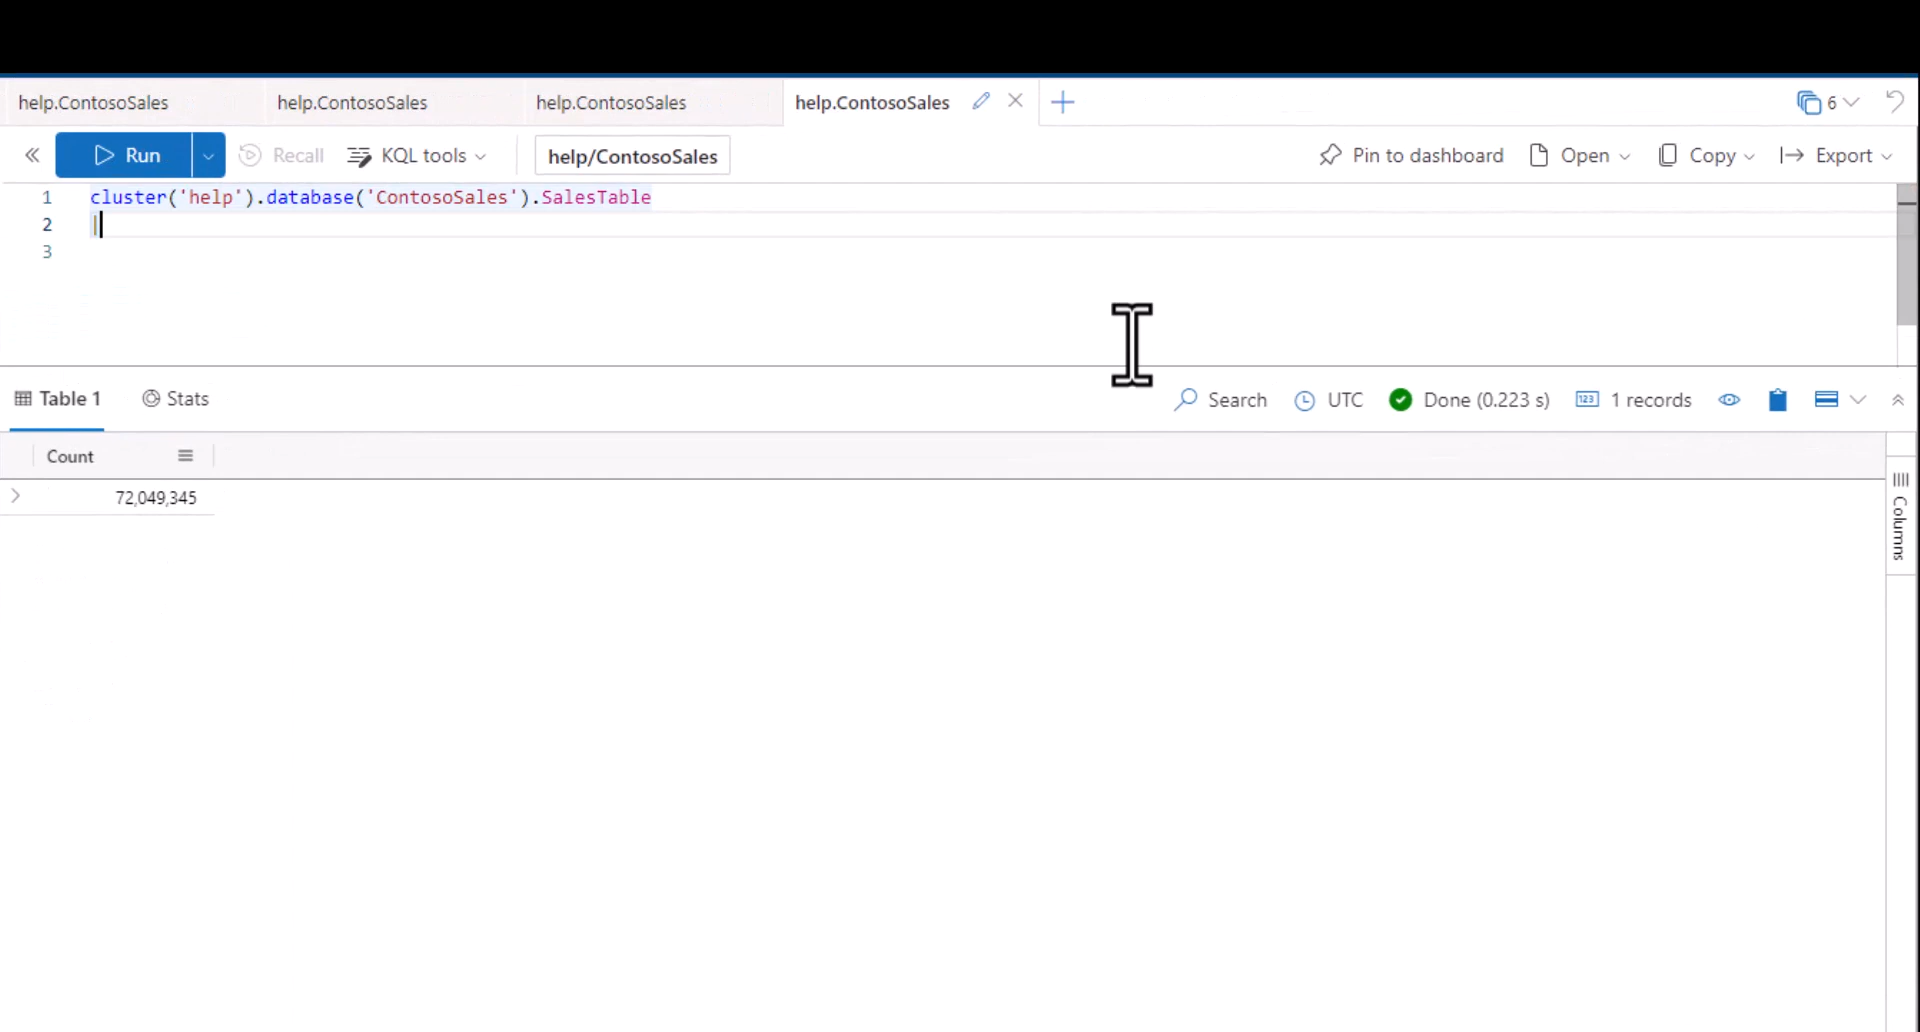 help.ContosoSales help.ContosoSales help.ContosoSales help.ContosoSales 6
Run Recall KQL tools help/ContosoSales Pin to dashboard Open Copy Export
1 cluster('help').database('ContosoSales').SalesTable
2 |
3
Table 1 Stats Search UTC Done (0.223 s) 123 1 records
Count
72,049,345
Columns